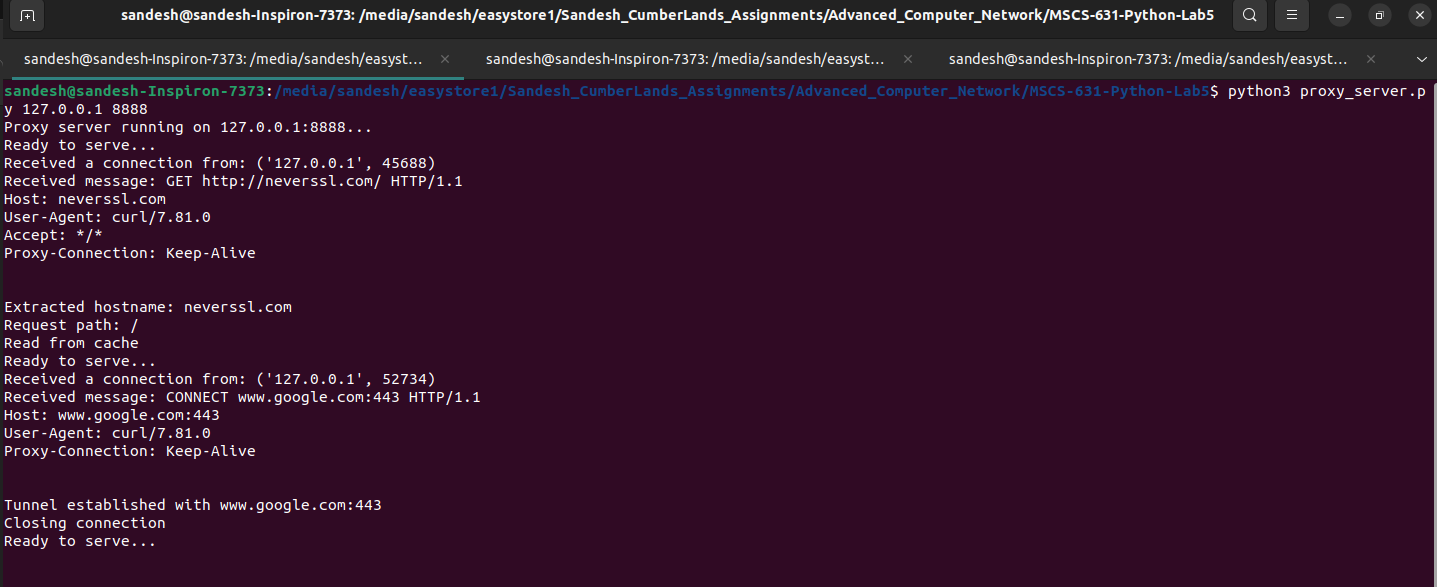 sandesh@sandesh-Inspiron-7373: /media/sandesh/easystore1/Sandesh_CumberLands_Assignments/Advanced_Computer_Network/MSCS-631-Python-Lab5
sandesh@sandesh-Inspiron-7373: /media/sandesh/easyst... × sandesh@sandesh-Inspiron-7373: /media/sandesh/easyst... × sandesh@sandesh-Inspiron-7373: /media/sandesh/easyst... ×
sandesh@sandesh-Inspiron-7373:/media/sandesh/easystore1/Sandesh_CumberLands_Assignments/Advanced_Computer_Network/MSCS-631-Python-Lab5$ python3 proxy_server.p
y 127.0.0.1 8888
Proxy server running on 127.0.0.1:8888...
Ready to serve...
Received a connection from: ('127.0.0.1', 45688)
Received message: GET http://neverssl.com/ HTTP/1.1
Host: neverssl.com
User-Agent: curl/7.81.0
Accept: */*
Proxy-Connection: Keep-Alive
Extracted hostname: neverssl.com
Request path: /
Read from cache
Ready to serve...
Received a connection from: ('127.0.0.1', 52734)
Received message: CONNECT www.google.com:443 HTTP/1.1
Host: www.google.com:443
User-Agent: curl/7.81.0
Proxy-Connection: Keep-Alive
Tunnel established with www.google.com:443
Closing connection
Ready to serve...